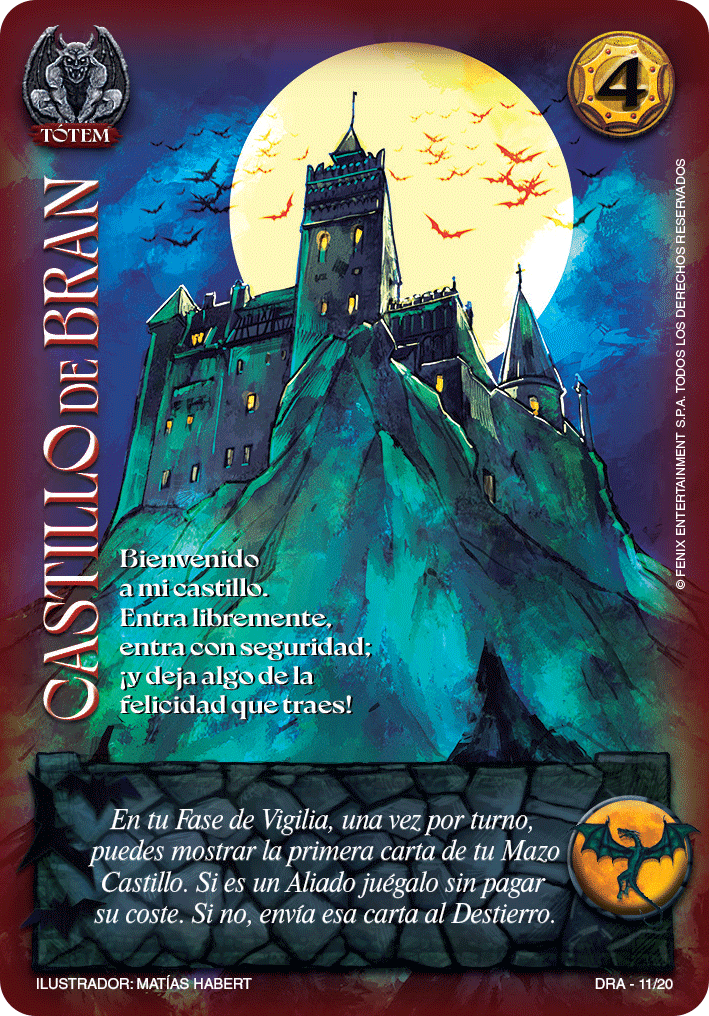 TÓTEM
4
CASTILLO DE BRAN
© FENIX ENTERTAINMENT S.P.A. TODOS LOS DERECHOS RESERVADOS
Bienvenido
a mi castillo.
Entra libremente,
entra con seguridad;
¡y deja algo de la
felicidad que traes!
En tu Fase de Vigilia, una vez por turno,
puedes mostrar la primera carta de tu Mazo
Castillo. Si es un Aliado juégalo sin pagar
su coste. Si no, envía esa carta al Destierro.
ILUSTRADOR: MATÍAS HABERT
DRA - 11/20